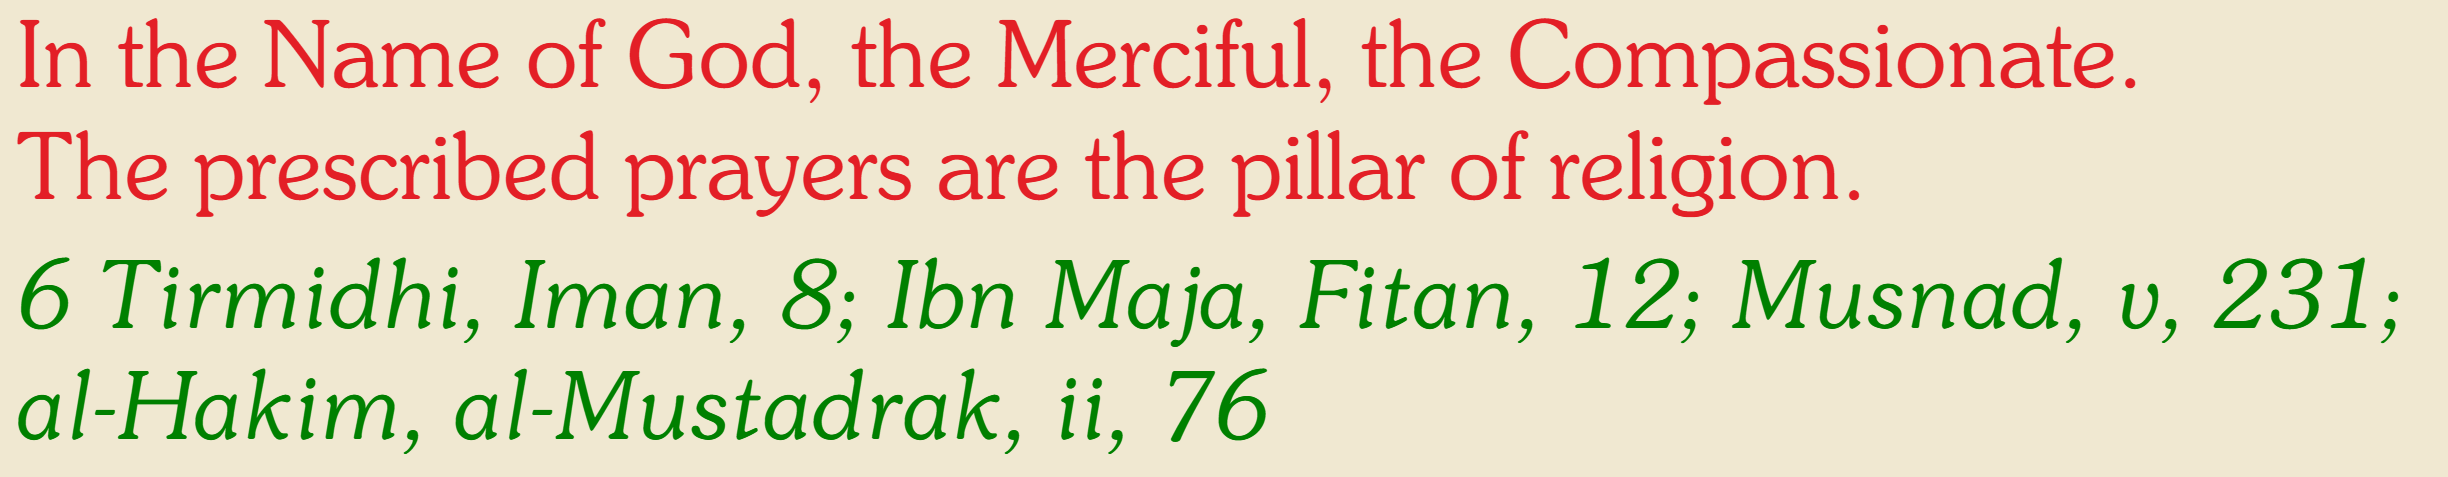 In the Name of God, the Merciful, the Compassionate.
The prescribed prayers are the pillar of religion.
6 Tirmidhi, Iman, 8; Ibn Maja, Fitan, 12; Musnad, v, 231;
al-Hakim, al-Mustadrak, ii, 76